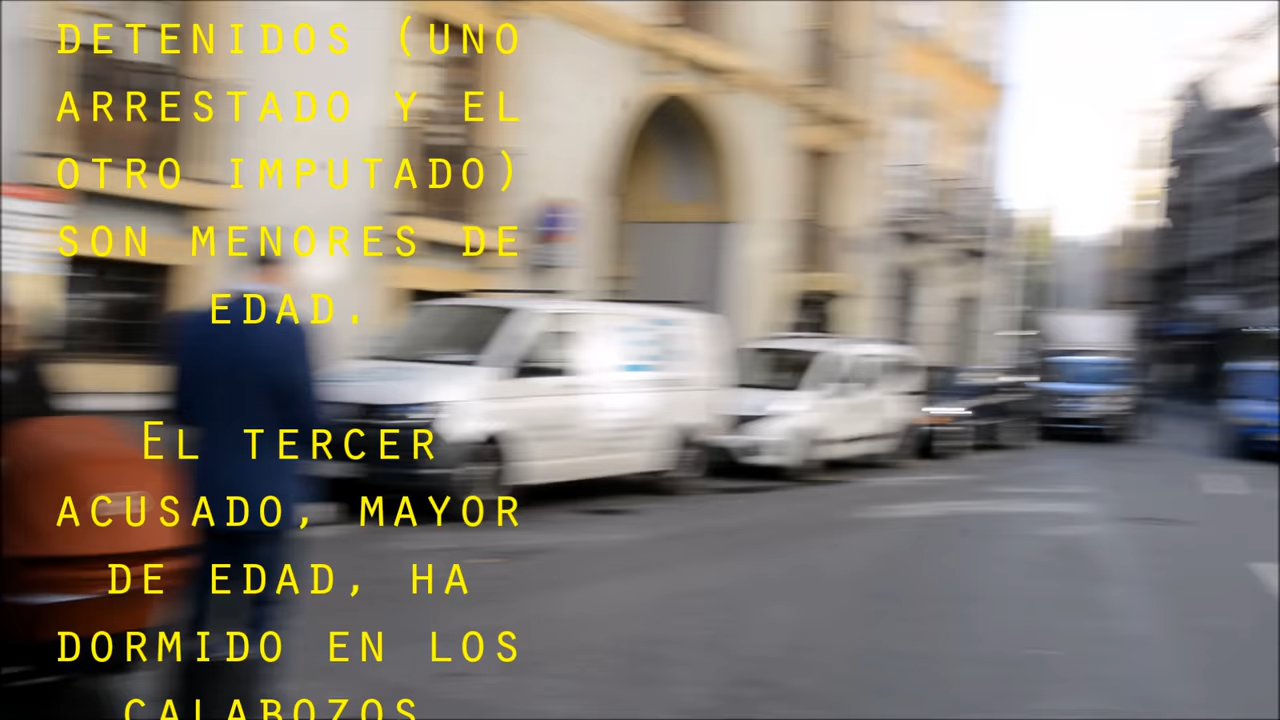 DETENIDOS (UNO
ARRESTADO Y EL
OTRO IMPUTADO)
SON MENORES DE
EDAD.
EL TERCER
ACUSADO, MAYOR
DE EDAD, HA
DORMIDO EN LOS
CALABOZOS